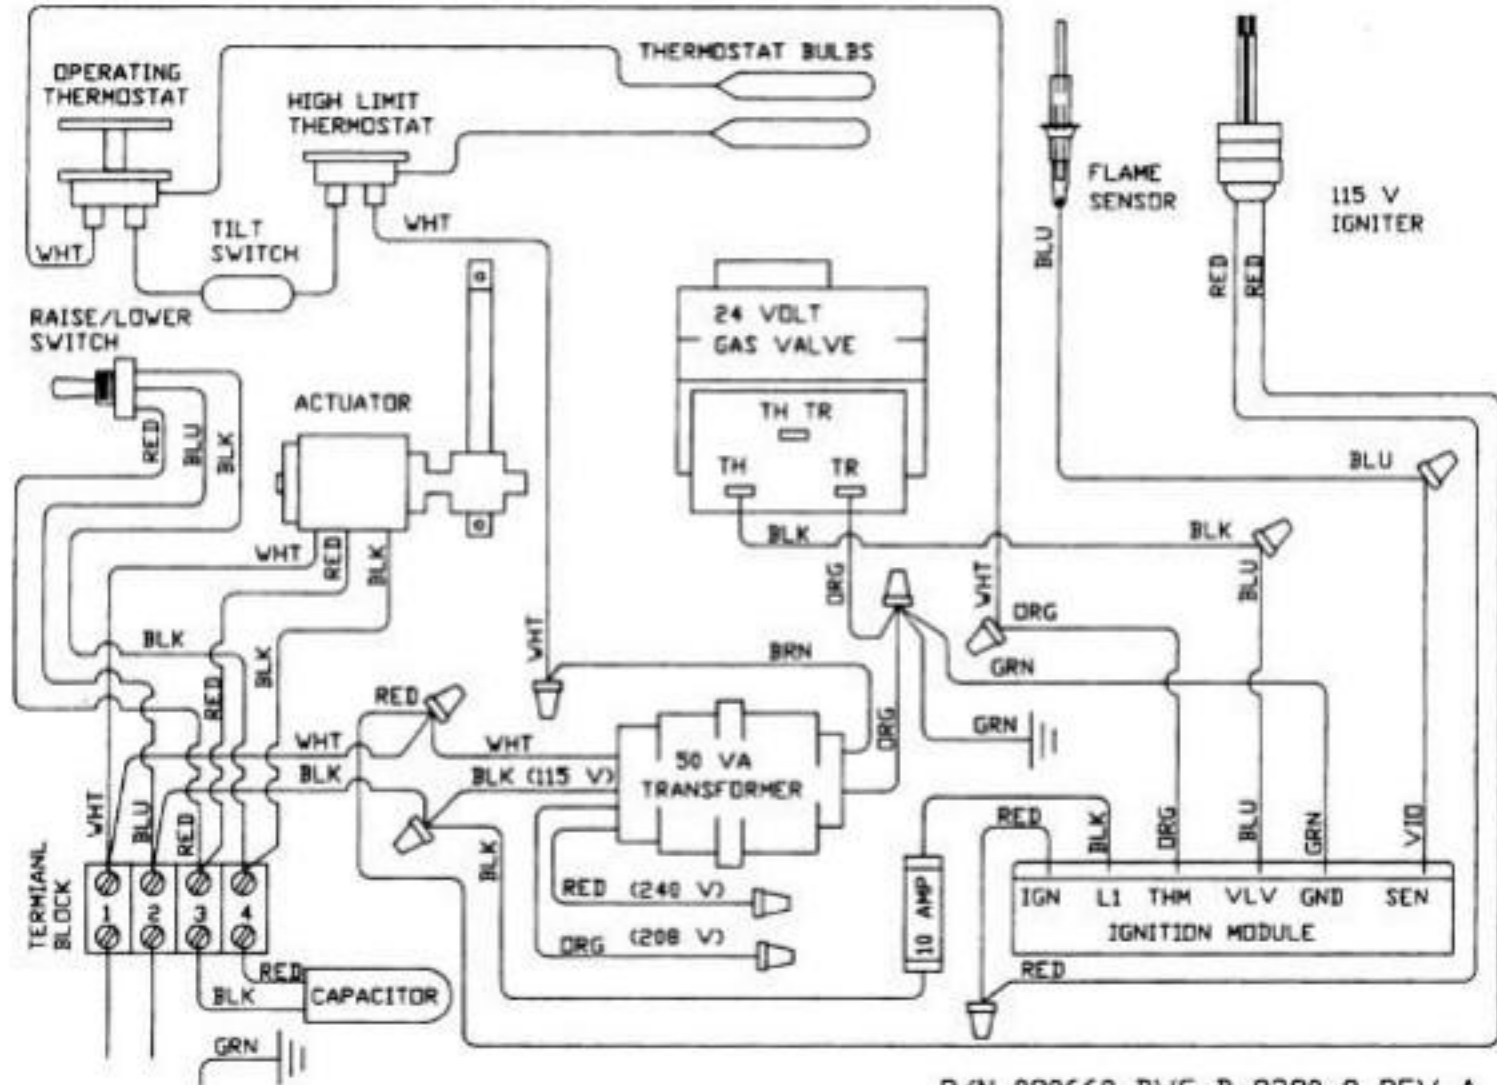 THERMOSTAT BULBS
OPERATING
THERMOSTAT
HIGH LIMIT
THERMOSTAT
FLAME
SENSOR
115 V
IGNITER
WHT
TILT
SWITCH
WHT
BLU
RED
RED
RAISE/LOWER
SWITCH
24 VOLT
GAS VALVE
ACTUATOR
RED
BLU
BLK
TH TR
TH
TR
BLU
WHT
RED
BLK
BLK
BLK
ORG
WHT
BLU
ORG
BLK
BLK
WHT
BRN
GRN
RED
RED
ORG
GRN
WHT
WHT
50 VA
TRANSFORMER
BLK
BLK (115 V)
WHT
BLU
RED
BLK
RED
BLK
ORG
BLU
GRN
VIO
TERMIANL
BLOCK
1
2
3
4
RED (240 V)
ORG (208 V)
10 AMP
IGN
L1
THM
VLV
GND
SEN
IGNITION MODULE
RED
RED
BLK
CAPACITOR
GRN